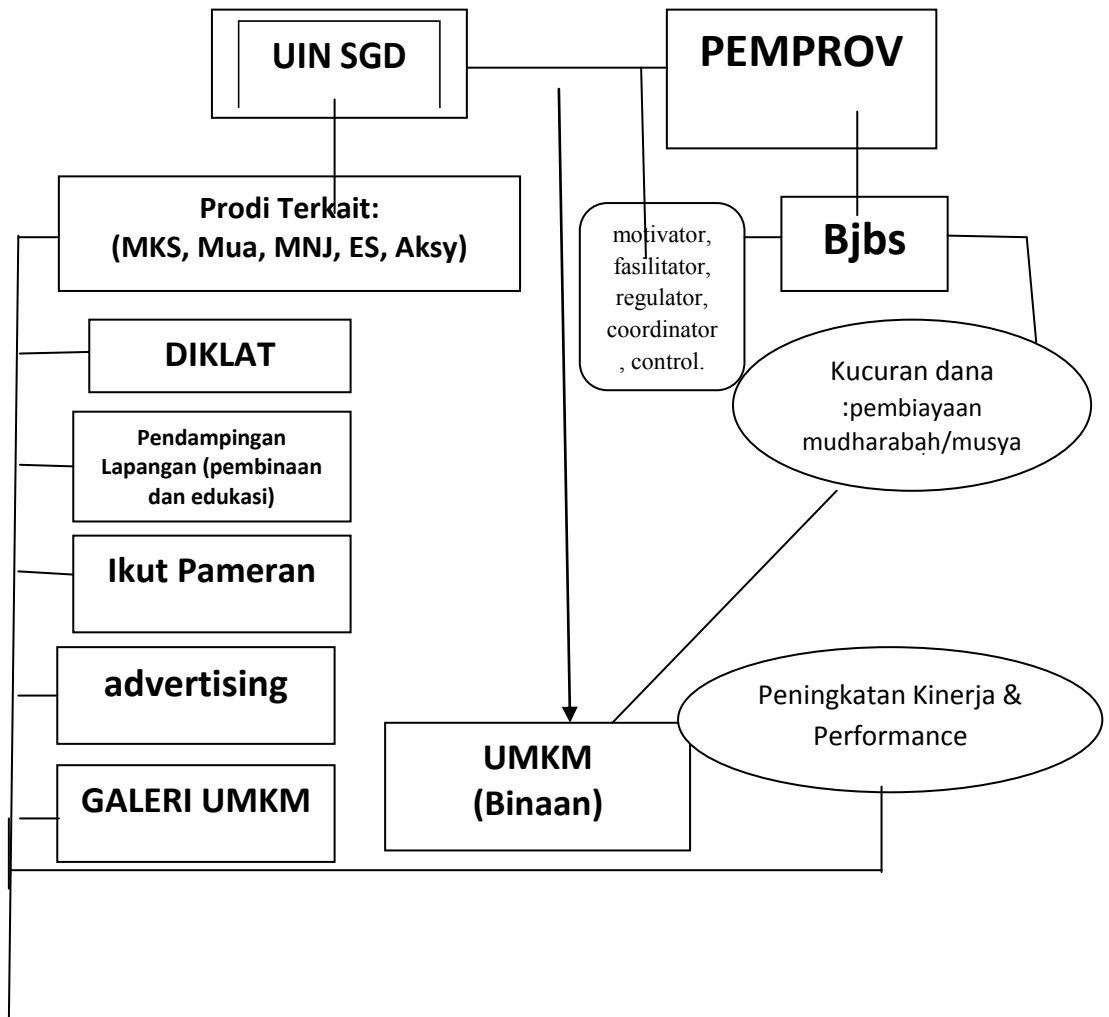 UIN SGD
PEMPROV
Prodi Terkait:
(MKS, Mua, MNJ, ES, Aksy)
motivator,
fasilitator,
regulator,
coordinator
, control.
Bjbs
DIKLAT
Kucuran dana
:pembiayaan
mudharabah/musya
Pendampingan
Lapangan (pembinaan
dan edukasi)
Ikut Pameran
advertising
Peningkatan Kinerja &
Performance
UMKM
(Binaan)
GALERI UMKM